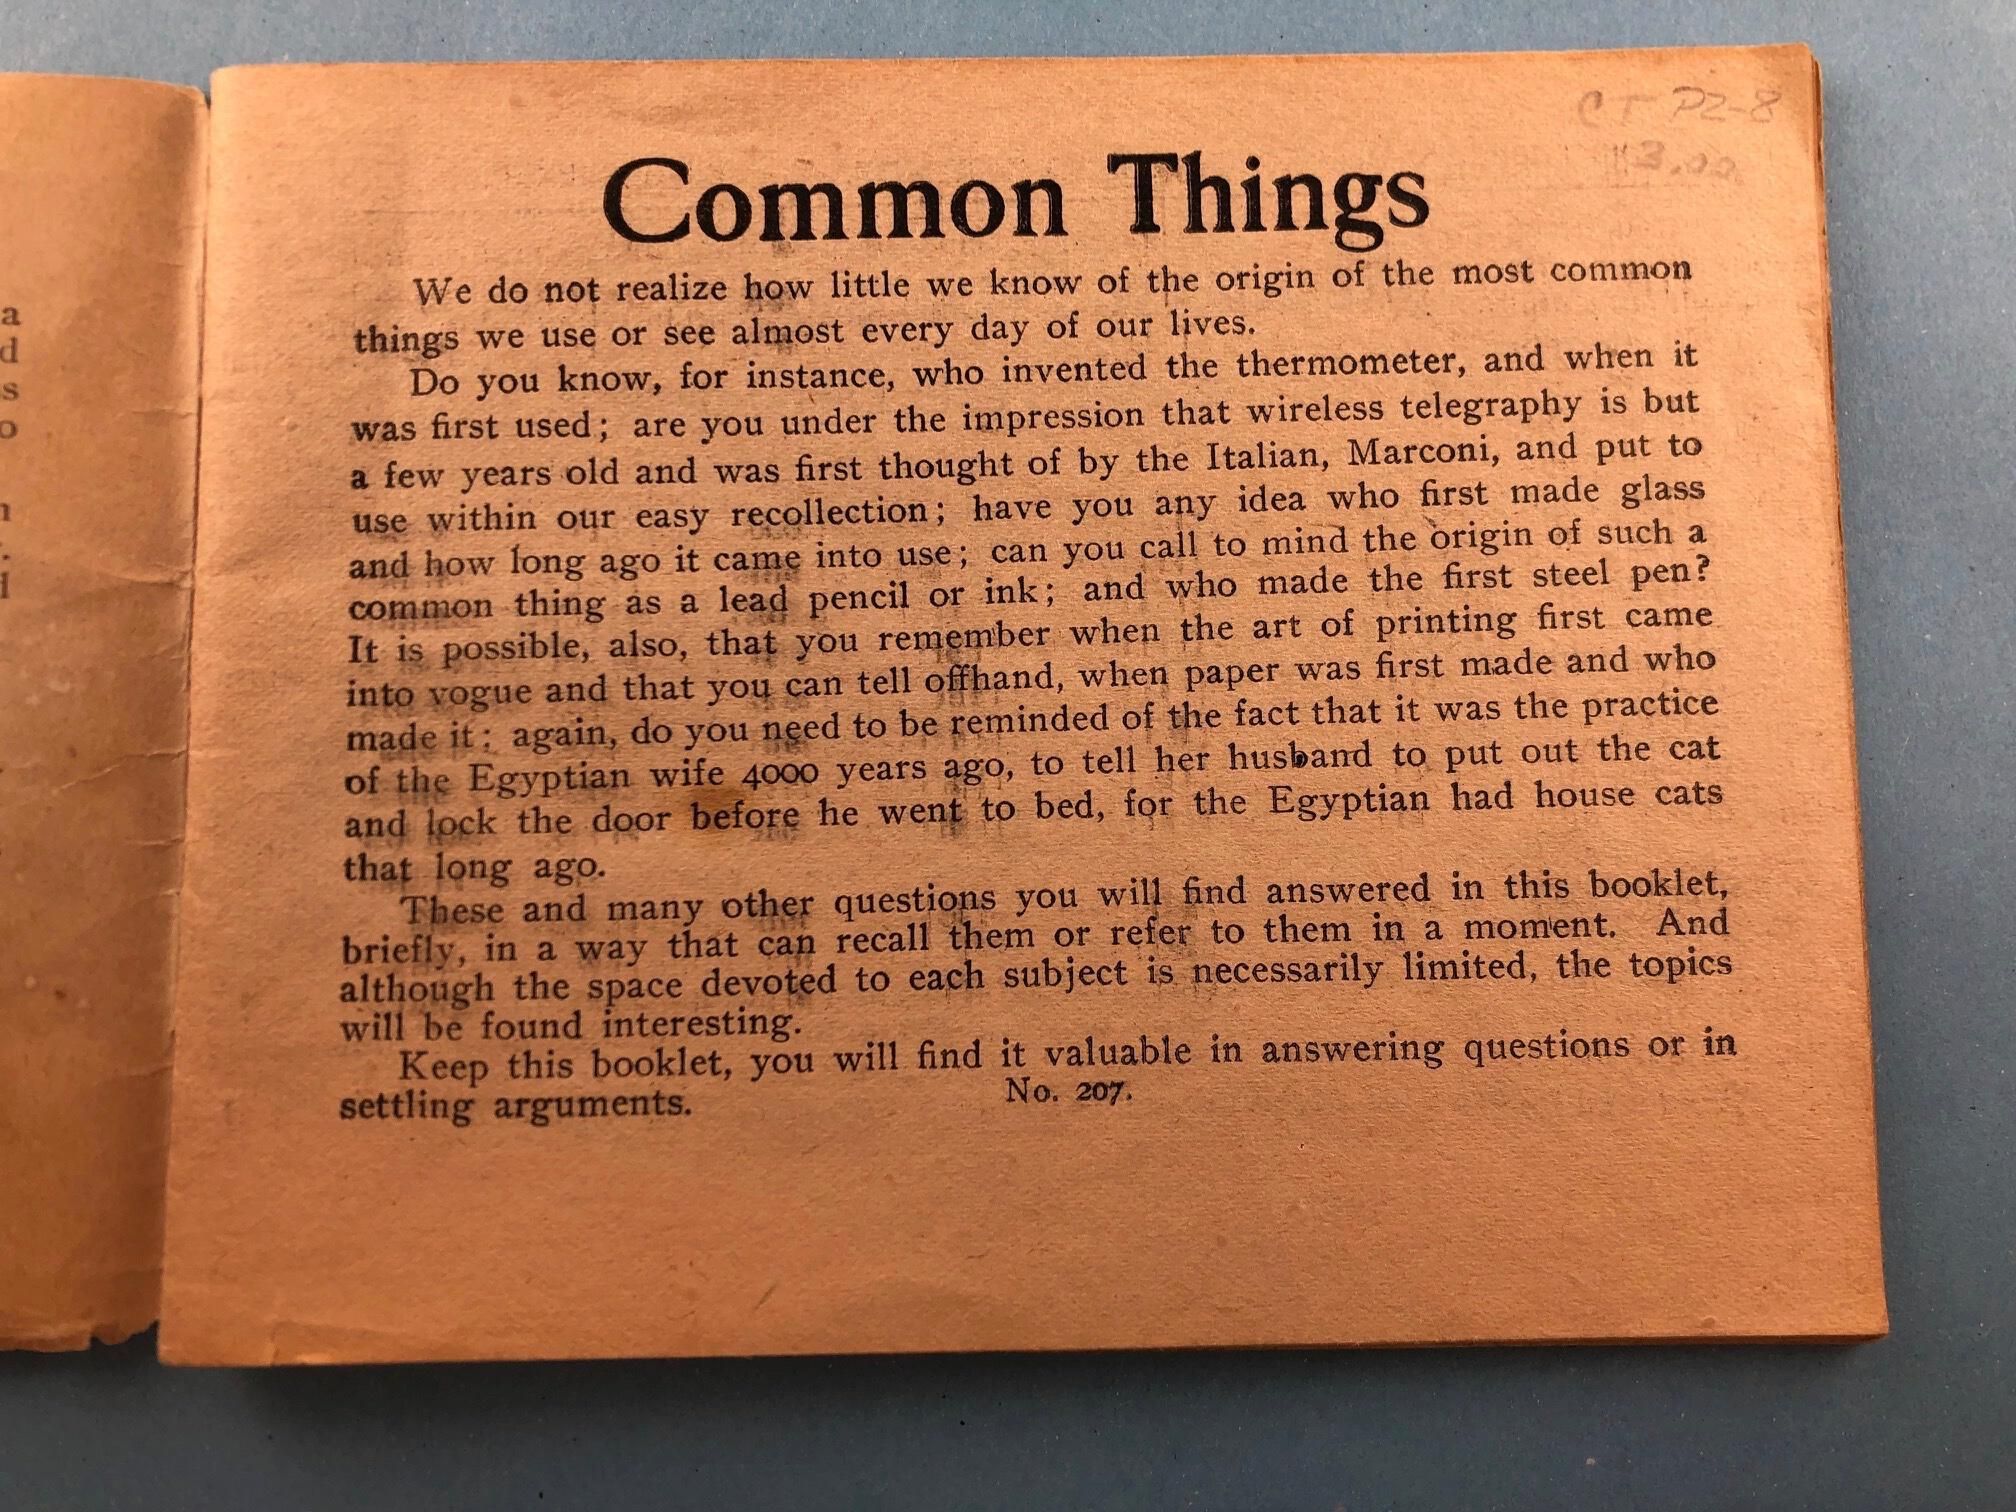 a
d
s
o
n
.
d
CT PZ-8
3.00
Common Things
We do not realize how little we know of the origin of the most common
things we use or see almost every day of our lives.
Do you know, for instance, who invented the thermometer, and when it
was first used; are you under the impression that wireless telegraphy is but
a few years old and was first thought of by the Italian, Marconi, and put to
use within our easy recollection; have you any idea who first made glass
and how long ago it came into use; can you call to mind the origin of such a
common thing as a lead pencil or ink; and who made the first steel pen?
It is possible, also, that you remember when the art of printing first came
into vogue and that you can tell offhand, when paper was first made and who
made it; again, do you need to be reminded of the fact that it was the practice
of the Egyptian wife 4000 years ago, to tell her husband to put out the cat
and lock the door before he went to bed, for the Egyptian had house cats
that long ago.
These and many other questions you will find answered in this booklet,
briefly, in a way that can recall them or refer to them in a moment. And
although the space devoted to each subject is necessarily limited, the topics
will be found interesting.
Keep this booklet, you will find it valuable in answering questions or in
settling arguments.
No. 207.